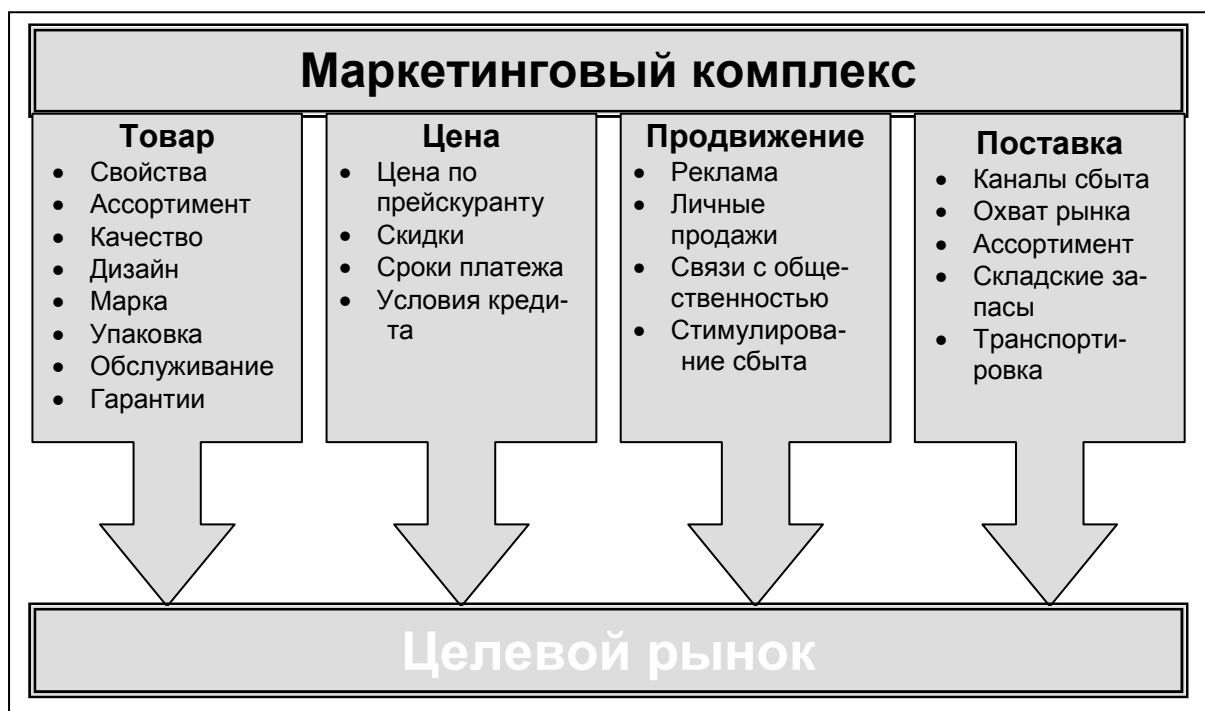 Маркетинговый комплекс
Товар
• Свойства
• Ассортимент
• Качество
• Дизайн
• Марка
• Упаковка
• Обслуживание
• Гарантии
Цена
• Цена по
прейскуранту
• Скидки
• Сроки платежа
• Условия креди-
та
Продвижение
• Реклама
• Личные
продажи
• Связи с обще-
ственностью
• Стимулирова-
ние сбыта
Поставка
• Каналы сбыта
• Охват рынка
• Ассортимент
• Складские за-
пасы
• Транспорти-
ровка
Целевой рынок